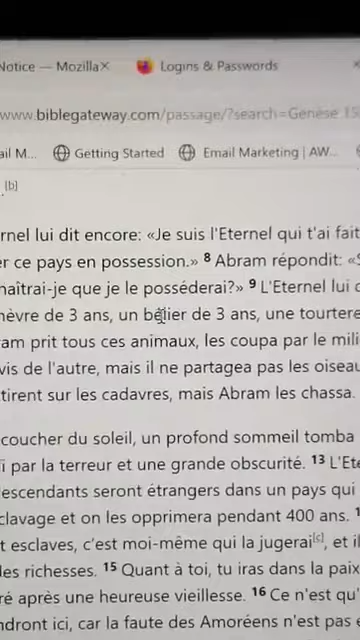 Notice — Mozilla
Logins & Passwords
www.biblegateway.com/passage/?search=Genèse 15
ail M...
Getting Started
Email Marketing | AW...
[b]
rnel lui dit encore: «Je suis l'Eternel qui t'ai fait
er ce pays en possession.» 8 Abram répondit: «S
naîtrai-je que je le posséderai?» 9 L'Eternel lui
hèvre de 3 ans, un bélier de 3 ans, une tourtere
am prit tous ces animaux, les coupa par le mili
vis de l'autre, mais il ne partagea pas les oiseau
tirent sur les cadavres, mais Abram les chassa.
coucher du soleil, un profond sommeil tomba
i par la terreur et une grande obscurité. 13 L'Ete
escendants seront étrangers dans un pays qui
clavage et on les opprimera pendant 400 ans.
t esclaves, c'est moi-même qui la jugerai[c], et il
les richesses. 15 Quant à toi, tu iras dans la paix
ré après une heureuse vieillesse. 16 Ce n'est qu'
ndront ici, car la faute des Amoréens n'est pas e